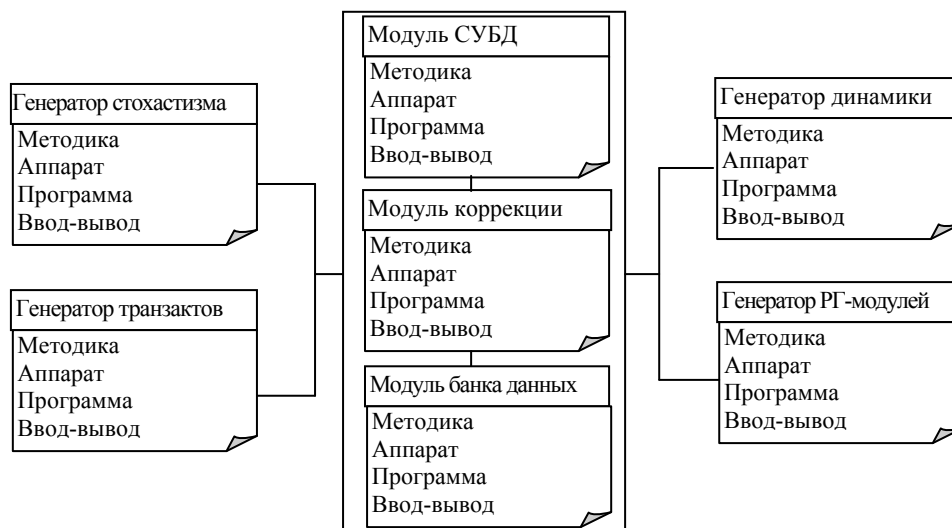 Генератор стохастизма
Методика
Аппарат
Программа
Ввод-вывод
Генератор транзактов
Методика
Аппарат
Программа
Ввод-вывод
Модуль СУБД
Методика
Аппарат
Программа
Ввод-вывод
Модуль коррекции
Методика
Аппарат
Программа
Ввод-вывод
Модуль банка данных
Методика
Аппарат
Программа
Ввод-вывод
Генератор динамики
Методика
Аппарат
Программа
Ввод-вывод
Генератор РГ-модулей
Методика
Аппарат
Программа
Ввод-вывод